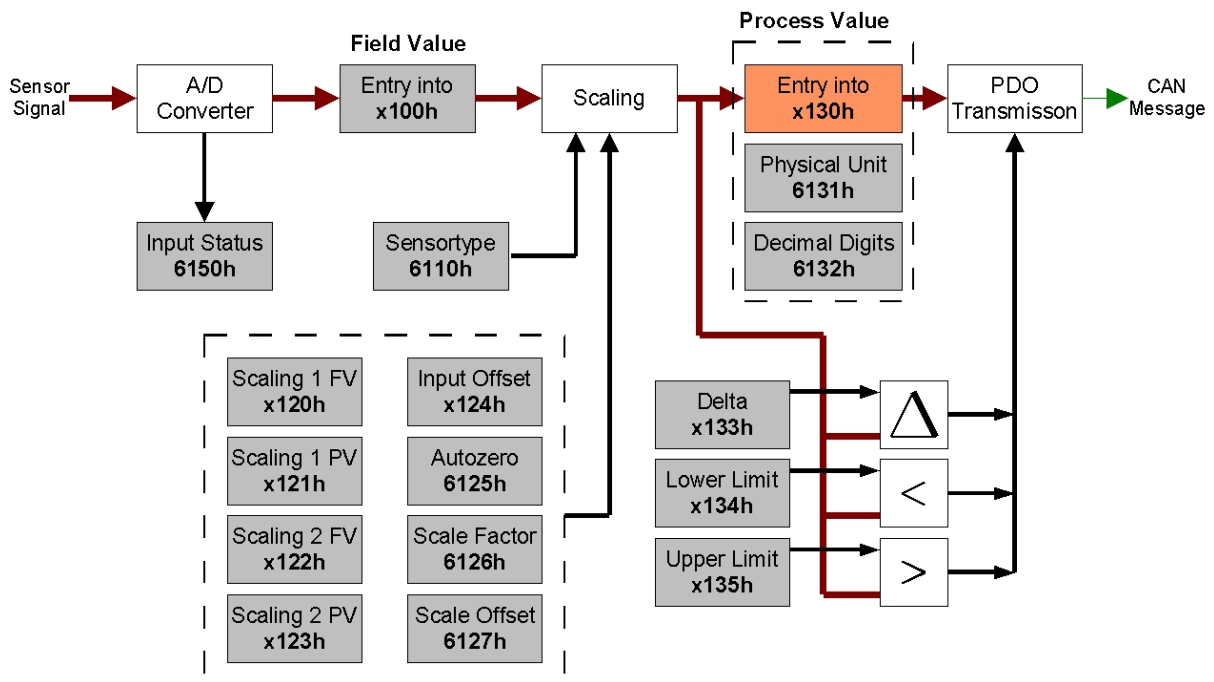 Field Value
Process Value
Sensor
Signal
A/D
Converter
Entry into
x100h
Scaling
Entry into
x130h
PDO
Transmisson
CAN
Message
Physical Unit
6131h
Input Status
6150h
Sensortype
6110h
Decimal Digits
6132h
Scaling 1 FV
x120h
Input Offset
x124h
Scaling 1 PV
x121h
Autozero
6125h
Scaling 2 FV
x122h
Scale Factor
6126h
Scaling 2 PV
x123h
Scale Offset
6127h
Delta
x133h
Δ
Lower Limit
x134h
<
Upper Limit
x135h
>